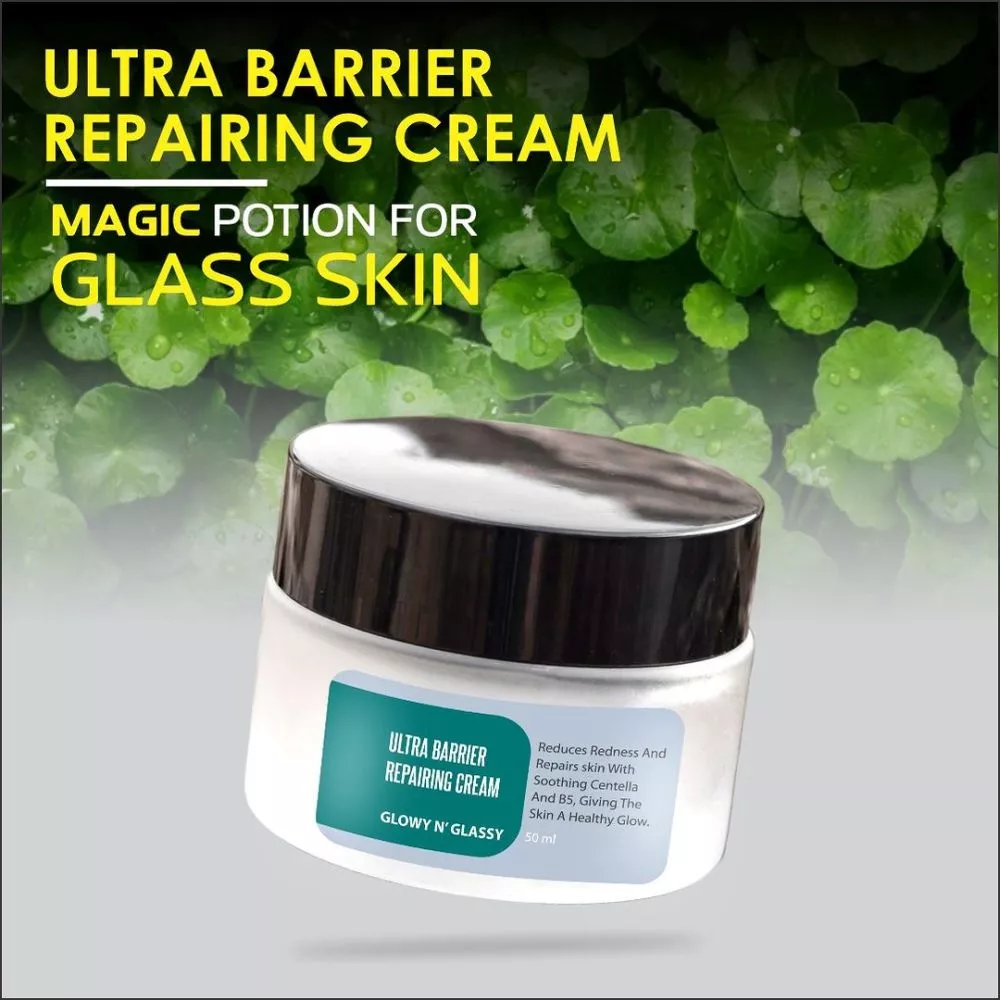 ULTRA BARRIER
REPAIRING CREAM
MAGIC POTION FOR
GLASS SKIN
ULTRA BARRIER
REPAIRING CREAM
GLOWY N' GLASSY
Reduces Redness And
Repairs skin With
Soothing Centella
And B5, Giving The
Skin A Healthy Glow.
50 ml